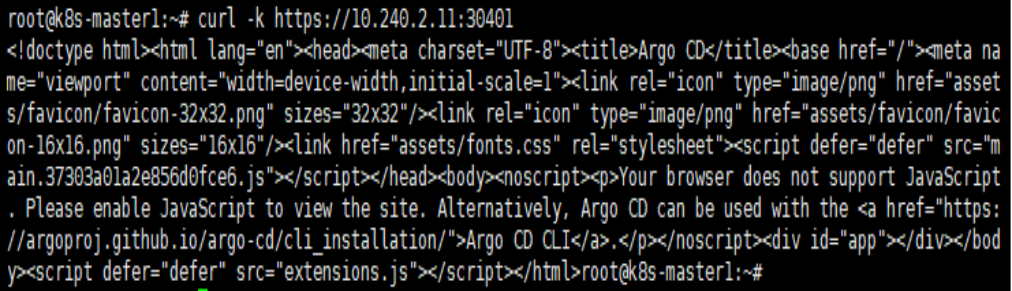 root@k8s-master1:~# curl -k https://10.240.2.11:30401
<!doctype html><html lang="en"><head><meta charset="UTF-8"><title>Argo CD</title><base href="/"><meta na
me="viewport" content="width=device-width,initial-scale=1"><link rel="icon" type="image/png" href="asset
s/favicon/favicon-32x32.png" sizes="32x32"/><link rel="icon" type="image/png" href="assets/favicon/favic
on-16x16.png" sizes="16x16"/><link href="assets/fonts.css" rel="stylesheet"><script defer="defer" src="m
ain.37303a01a2e856d0fce6.js"></script></head><body><noscript><p>Your browser does not support JavaScript
. Please enable JavaScript to view the site. Alternatively, Argo CD can be used with the <a href="https:
//argoproj.github.io/argo-cd/cli_installation/">Argo CD CLI</a>.</p></noscript><div id="app"></div></bod
y><script defer="defer" src="extensions.js"></script></html>root@k8s-master1:~#